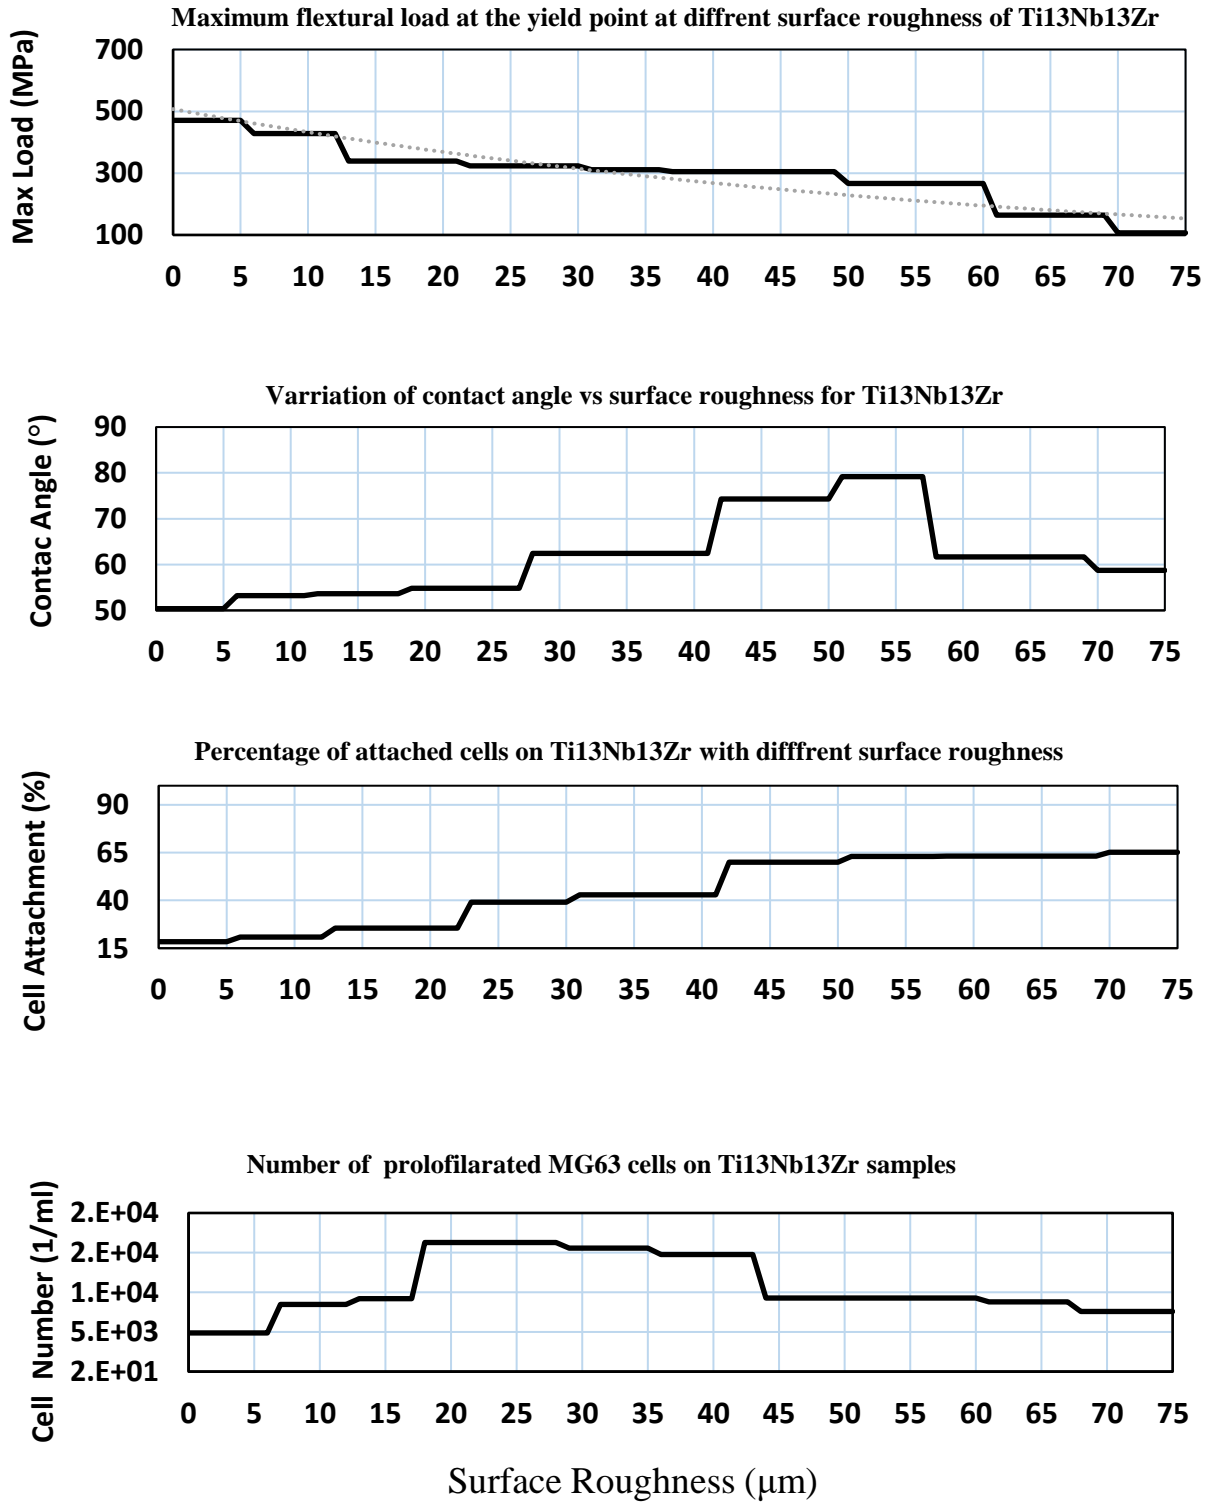 Maximum flextural load at the yield point at diffrent surface roughness of Ti13Nb13Zr
Max Load (MPa)
700
500
300
100
0 5 10 15 20 25 30 35 40 45 50 55 60 65 70 75
Varriation of contact angle vs surface roughness for Ti13Nb13Zr
Contac Angle (°)
90
80
70
60
50
0 5 10 15 20 25 30 35 40 45 50 55 60 65 70 75
Percentage of attached cells on Ti13Nb13Zr with difffrent surface roughness
Cell Attachment (%)
90
65
40
15
0 5 10 15 20 25 30 35 40 45 50 55 60 65 70 75
Number of prolofilarated MG63 cells on Ti13Nb13Zr samples
Cell Number (1/ml)
2.E+04
2.E+04
1.E+04
5.E+03
2.E+01
0 5 10 15 20 25 30 35 40 45 50 55 60 65 70 75
Surface Roughness (μm)